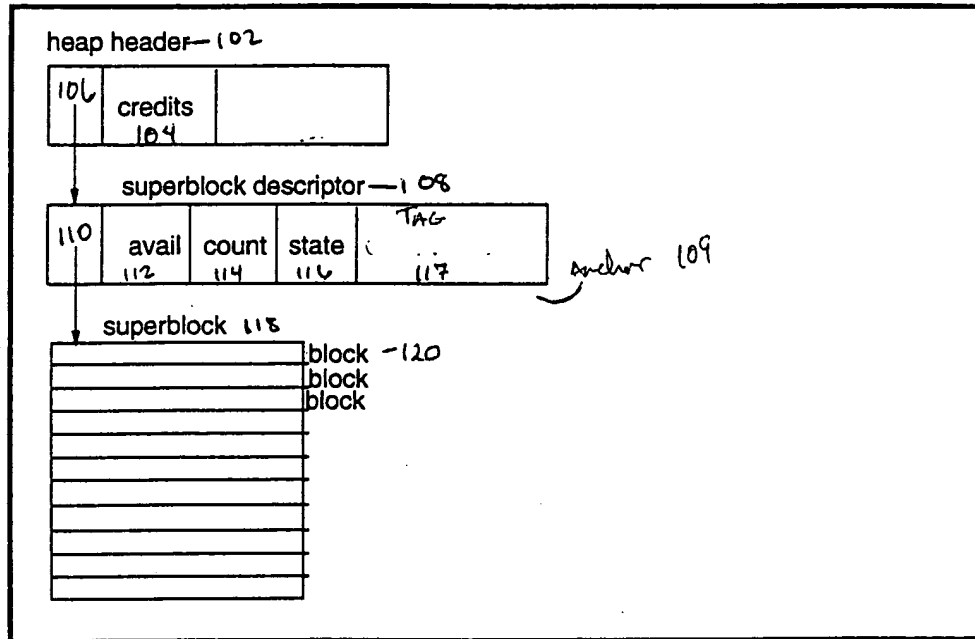 heap header—102
106
credits
104
superblock descriptor—108
110
avail
112
count
114
state
116
TAG
117
Anchor 109
superblock 118
block -120
block
block